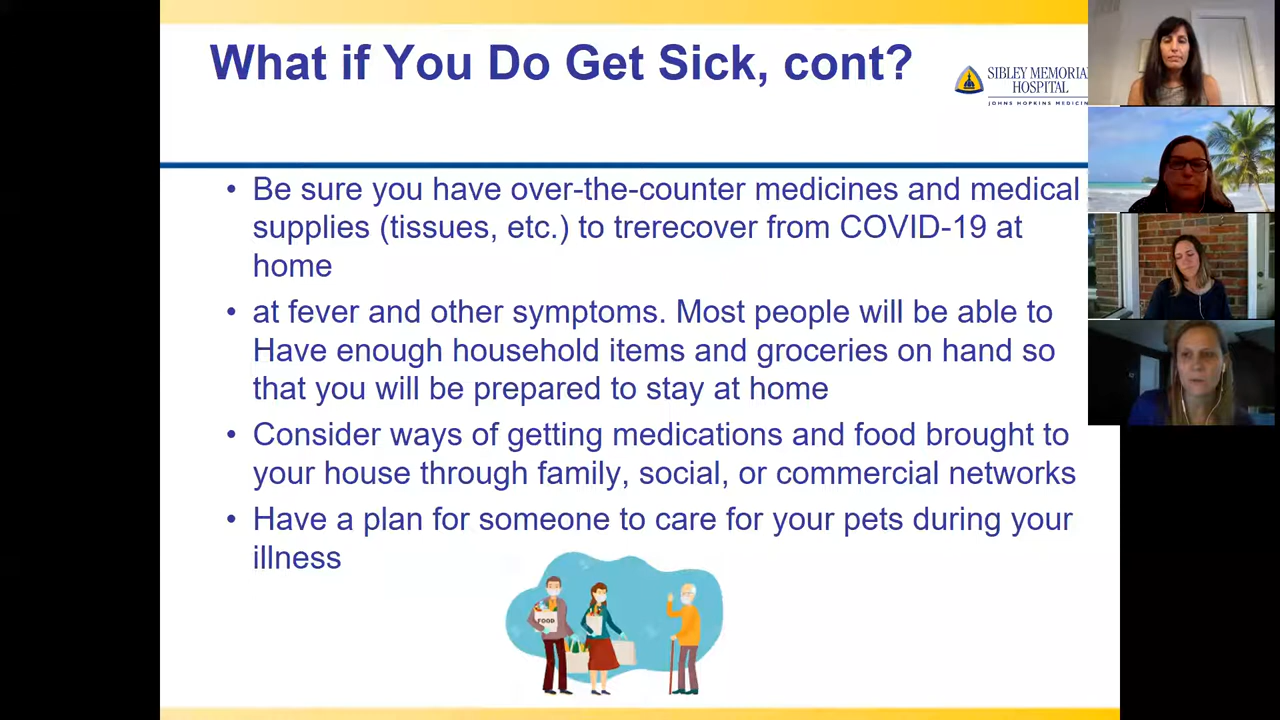 What if You Do Get Sick, cont?
SIBLEY MEMORIA
HOSPITAL
JOHNS HOPKINS MEDICIN
• Be sure you have over-the-counter medicines and medical
supplies (tissues, etc.) to trerecover from COVID-19 at
home
• at fever and other symptoms. Most people will be able to
Have enough household items and groceries on hand so
that you will be prepared to stay at home
• Consider ways of getting medications and food brought to
your house through family, social, or commercial networks
• Have a plan for someone to care for your pets during your
illness
FOOD